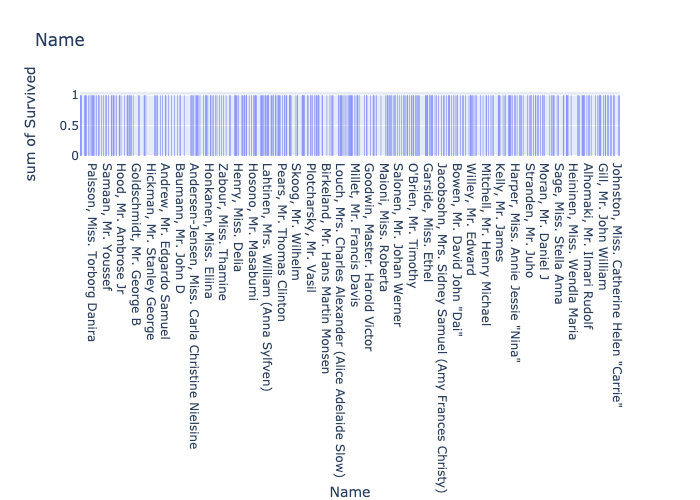 Name
sum of Survived
1
0.5
0
Palsson, Miss. Torborg Danira
Samaan, Mr. Youssef
Hood, Mr. Ambrose Jr
Goldschmidt, Mr. George B
Hickman, Mr. Stanley George
Andrew, Mr. Edgardo Samuel
Baumann, Mr. John D
Andersen-Jensen, Miss. Carla Christine Nielsine
Honkanen, Miss. Eliina
Zabour, Miss. Thamine
Henry, Miss. Delia
Hosono, Mr. Masabumi
Lahtinen, Mrs. William (Anna Sylfven)
Pears, Mr. Thomas Clinton
Skoog, Mr. Wilhelm
Plotcharsky, Mr. Vasil
Birkeland, Mr. Hans Martin Monsen
Louch, Mrs. Charles Alexander (Alice Adelaide Slow)
Millet, Mr. Francis Davis
Goodwin, Master. Harold Victor
Maioni, Miss. Roberta
Salonen, Mr. Johan Werner
O'Brien, Mr. Timothy
Garside, Miss. Ethel
Jacobsohn, Mrs. Sidney Samuel (Amy Frances Christy)
Bowen, Mr. David John "Dai"
Willey, Mr. Edward
Mitchell, Mr. Henry Michael
Kelly, Mr. James
Harper, Miss. Annie Jessie "Nina"
Stranden, Mr. Juho
Moran, Mr. Daniel J
Sage, Miss. Stella Anna
Heininen, Miss. Wendla Maria
Alhomaki, Mr. Ilmari Rudolf
Gill, Mr. John William
Johnston, Miss. Catherine Helen "Carrie"
Name